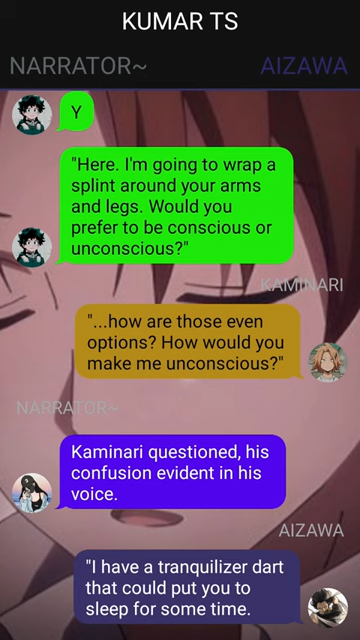 KUMAR TS
NARRATOR~
AIZAWA
Y
"Here. I'm going to wrap a
splint around your arms
and legs. Would you
prefer to be conscious or
unconscious?"
KAMINARI
"...how are those even
options? How would you
make me unconscious?"
NARRATOR~
Kaminari questioned, his
confusion evident in his
voice.
AIZAWA
"I have a tranquilizer dart
that could put you to
sleep for some time.